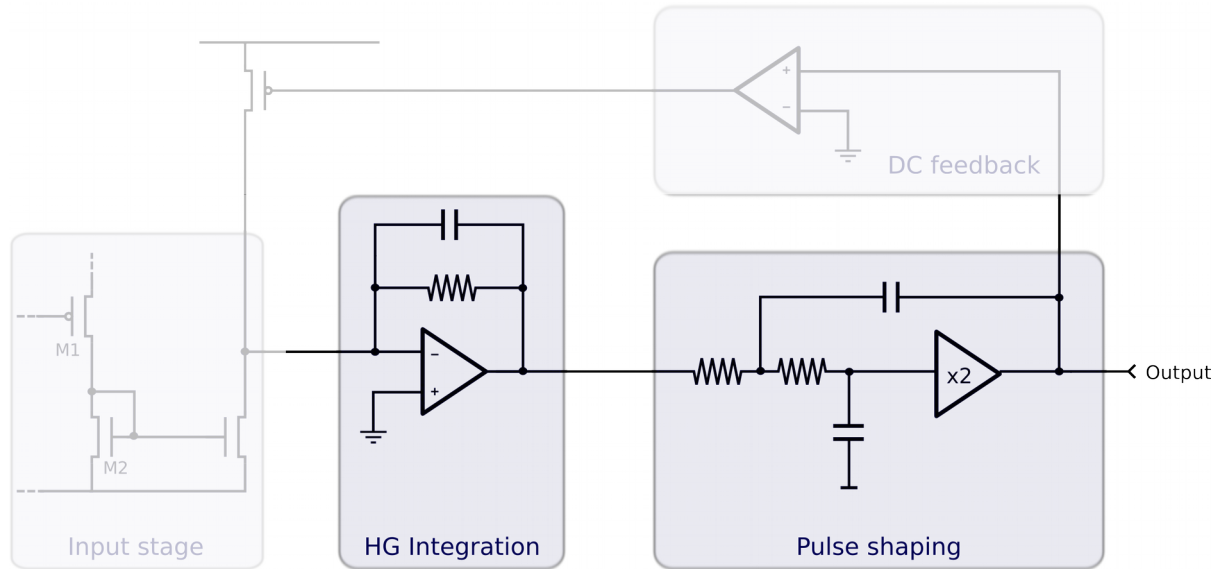 +
−
DC feedback
M1
M2
Input stage
−
+
HG Integration
x2
Output
Pulse shaping